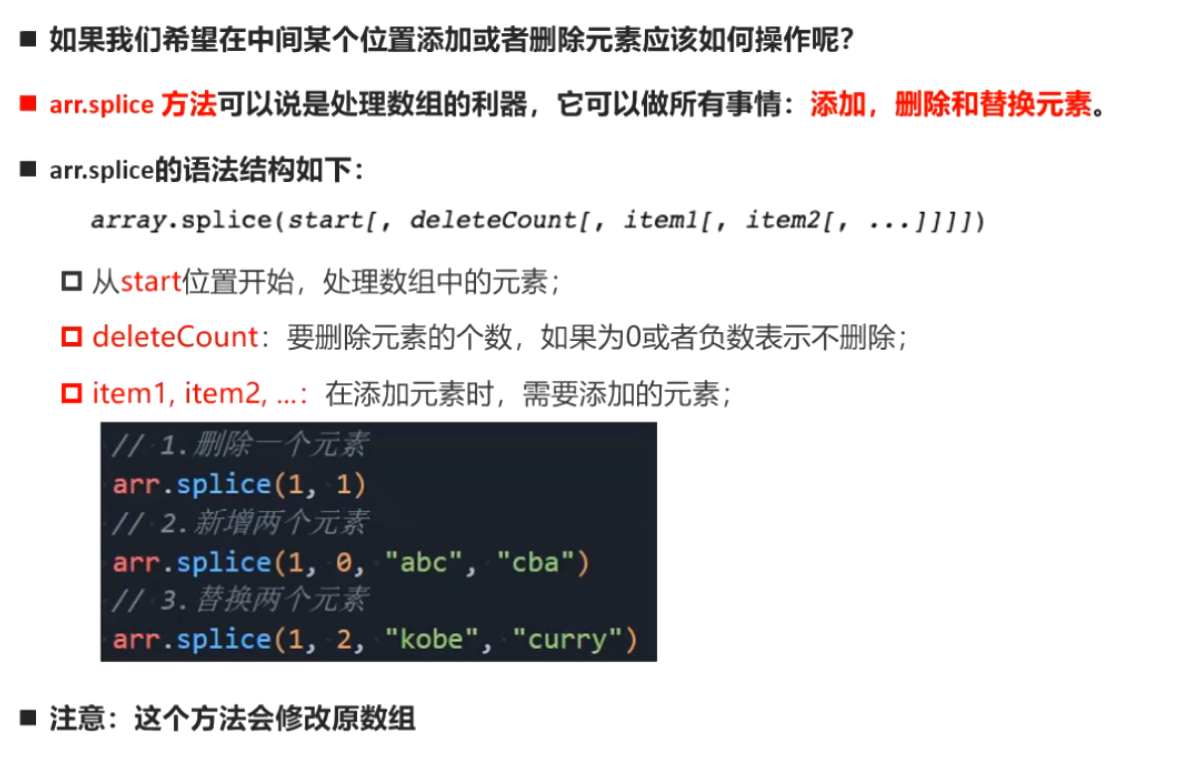 如果我们希望在中间某个位置添加或者删除元素应该如何操作呢？
arr.splice 方法可以说是处理数组的利器，它可以做所有事情：添加，删除和替换元素。
arr.splice的语法结构如下：
array.splice(start[, deleteCount[, item1[, item2[, ...]]]])
从start位置开始，处理数组中的元素；
deleteCount：要删除元素的个数，如果为0或者负数表示不删除；
item1, item2, ...：在添加元素时，需要添加的元素；
// 1.删除一个元素
arr.splice(1, 1)
// 2.新增两个元素
arr.splice(1, 0, "abc", "cba")
// 3.替换两个元素
arr.splice(1, 2, "kobe", "curry")
注意：这个方法会修改原数组